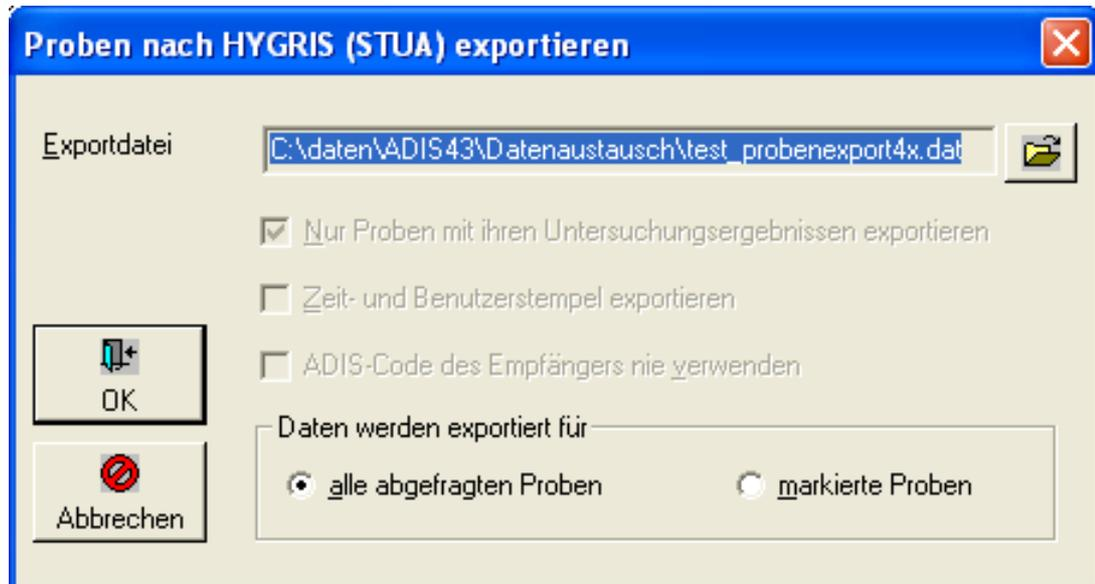 Proben nach HYGRIS (STUA) exportieren
Exportdatei
C:\daten\ADIS43\Datenaustausch\test_probenexport4x.dat
Nur Proben mit ihren Untersuchungsergebnissen exportieren
Zeit- und Benutzerstempel exportieren
ADIS-Code des Empfängers nie verwenden
OK
Daten werden exportiert für
alle abgefragten Proben
markierte Proben
Abbrechen